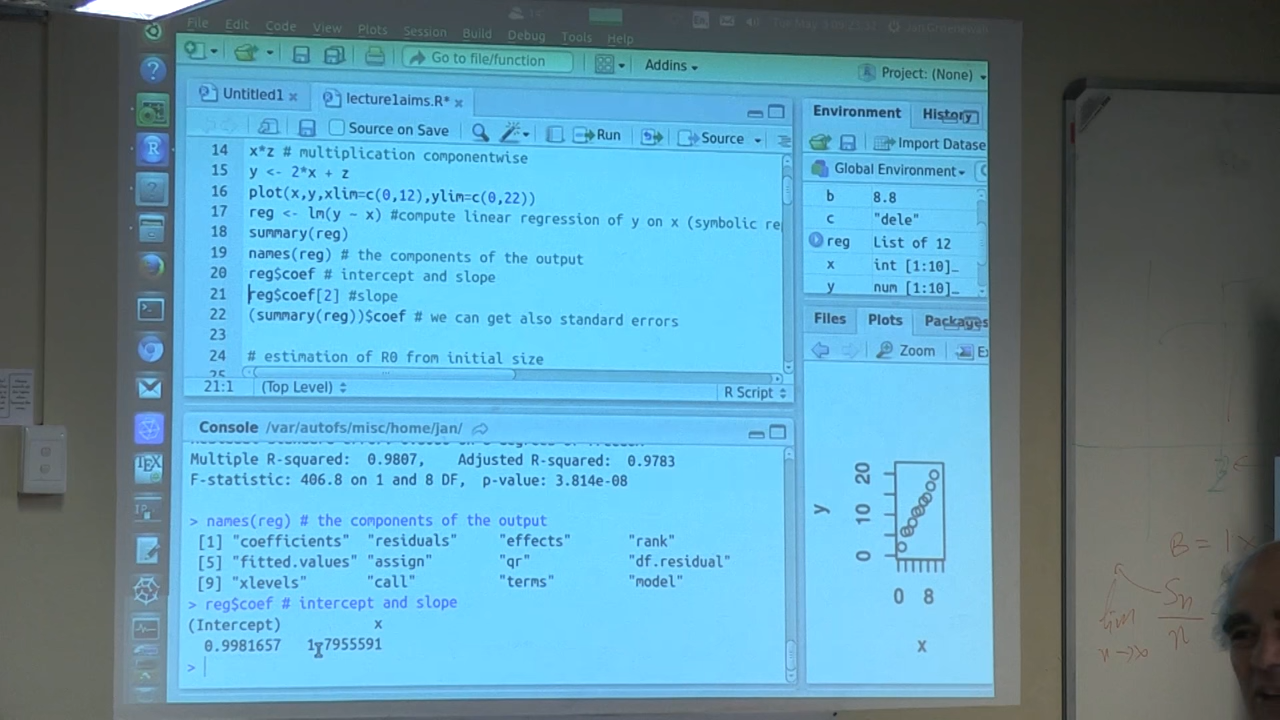 File Edit Code View Plots Session Build Debug Tools Help
Go to file/function
Addins
Project: (None)
Untitled1 x
lecture1aims.R* x
Source on Save
Run
Source
14 x*z # multiplication componentwise
15 y <- 2*x + z
16 plot(x,y,xlim=c(0,12),ylim=c(0,22))
17 reg <- lm(y ~ x) #compute linear regression of y on x (symbolic re
18 summary(reg)
19 names(reg) # the components of the output
20 reg$coef # intercept and slope
21 reg$coef[2] #slope
22 (summary(reg))$coef # we can get also standard errors
23
24 # estimation of R0 from initial size
25
21:1 (Top Level) R Script
Console /var/autofs/misc/home/jan/
Multiple R-squared: 0.9807, Adjusted R-squared: 0.9783
F-statistic: 406.8 on 1 and 8 DF, p-value: 3.814e-08
> names(reg) # the components of the output
[1] "coefficients" "residuals" "effects" "rank"
[5] "fitted.values" "assign" "qr" "df.residual"
[9] "xlevels" "call" "terms" "model"
> reg$coef # intercept and slope
(Intercept) x
0.9981657 1.7955591
>
Environment History
Import Datase
Global Environment
b 8.8
c "dele"
reg List of 12
x int [1:10]…
y num [1:10]…
Files Plots Packages
Zoom Ex
y
0 10 20
0 8
x
TEX
B = 1
lim
n→∞
Sn
n